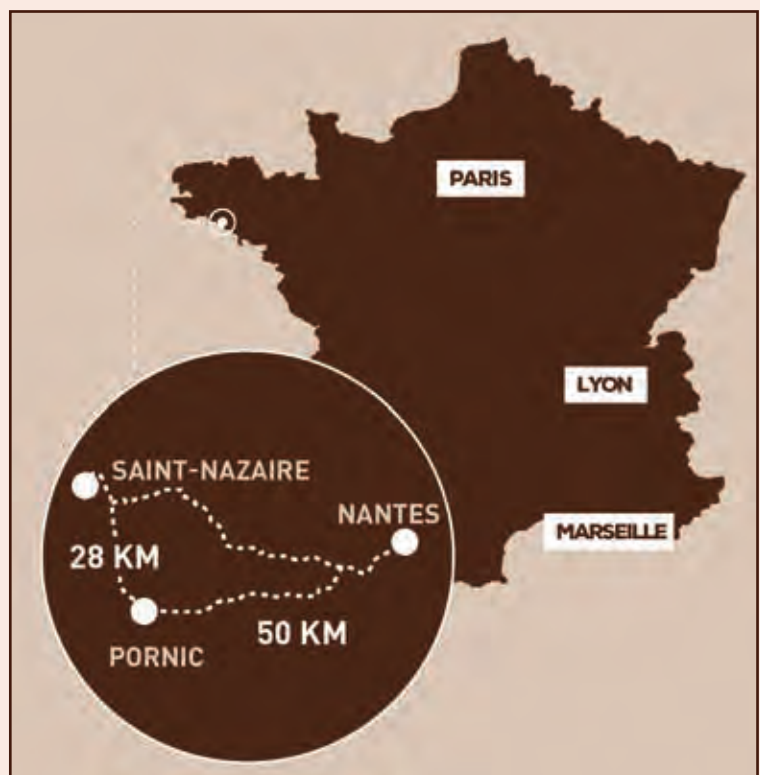 PARIS
LYON
MARSEILLE
SAINT-NAZAIRE
NANTES
28 KM
50 KM
PORNIC